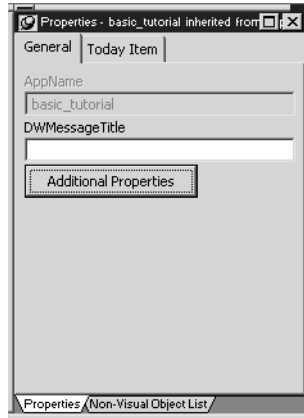 Properties - basic_tutorial inherited from
General Today Item
AppName
basic_tutorial
DWMessageTitle
Additional Properties
Properties Non-Visual Object List